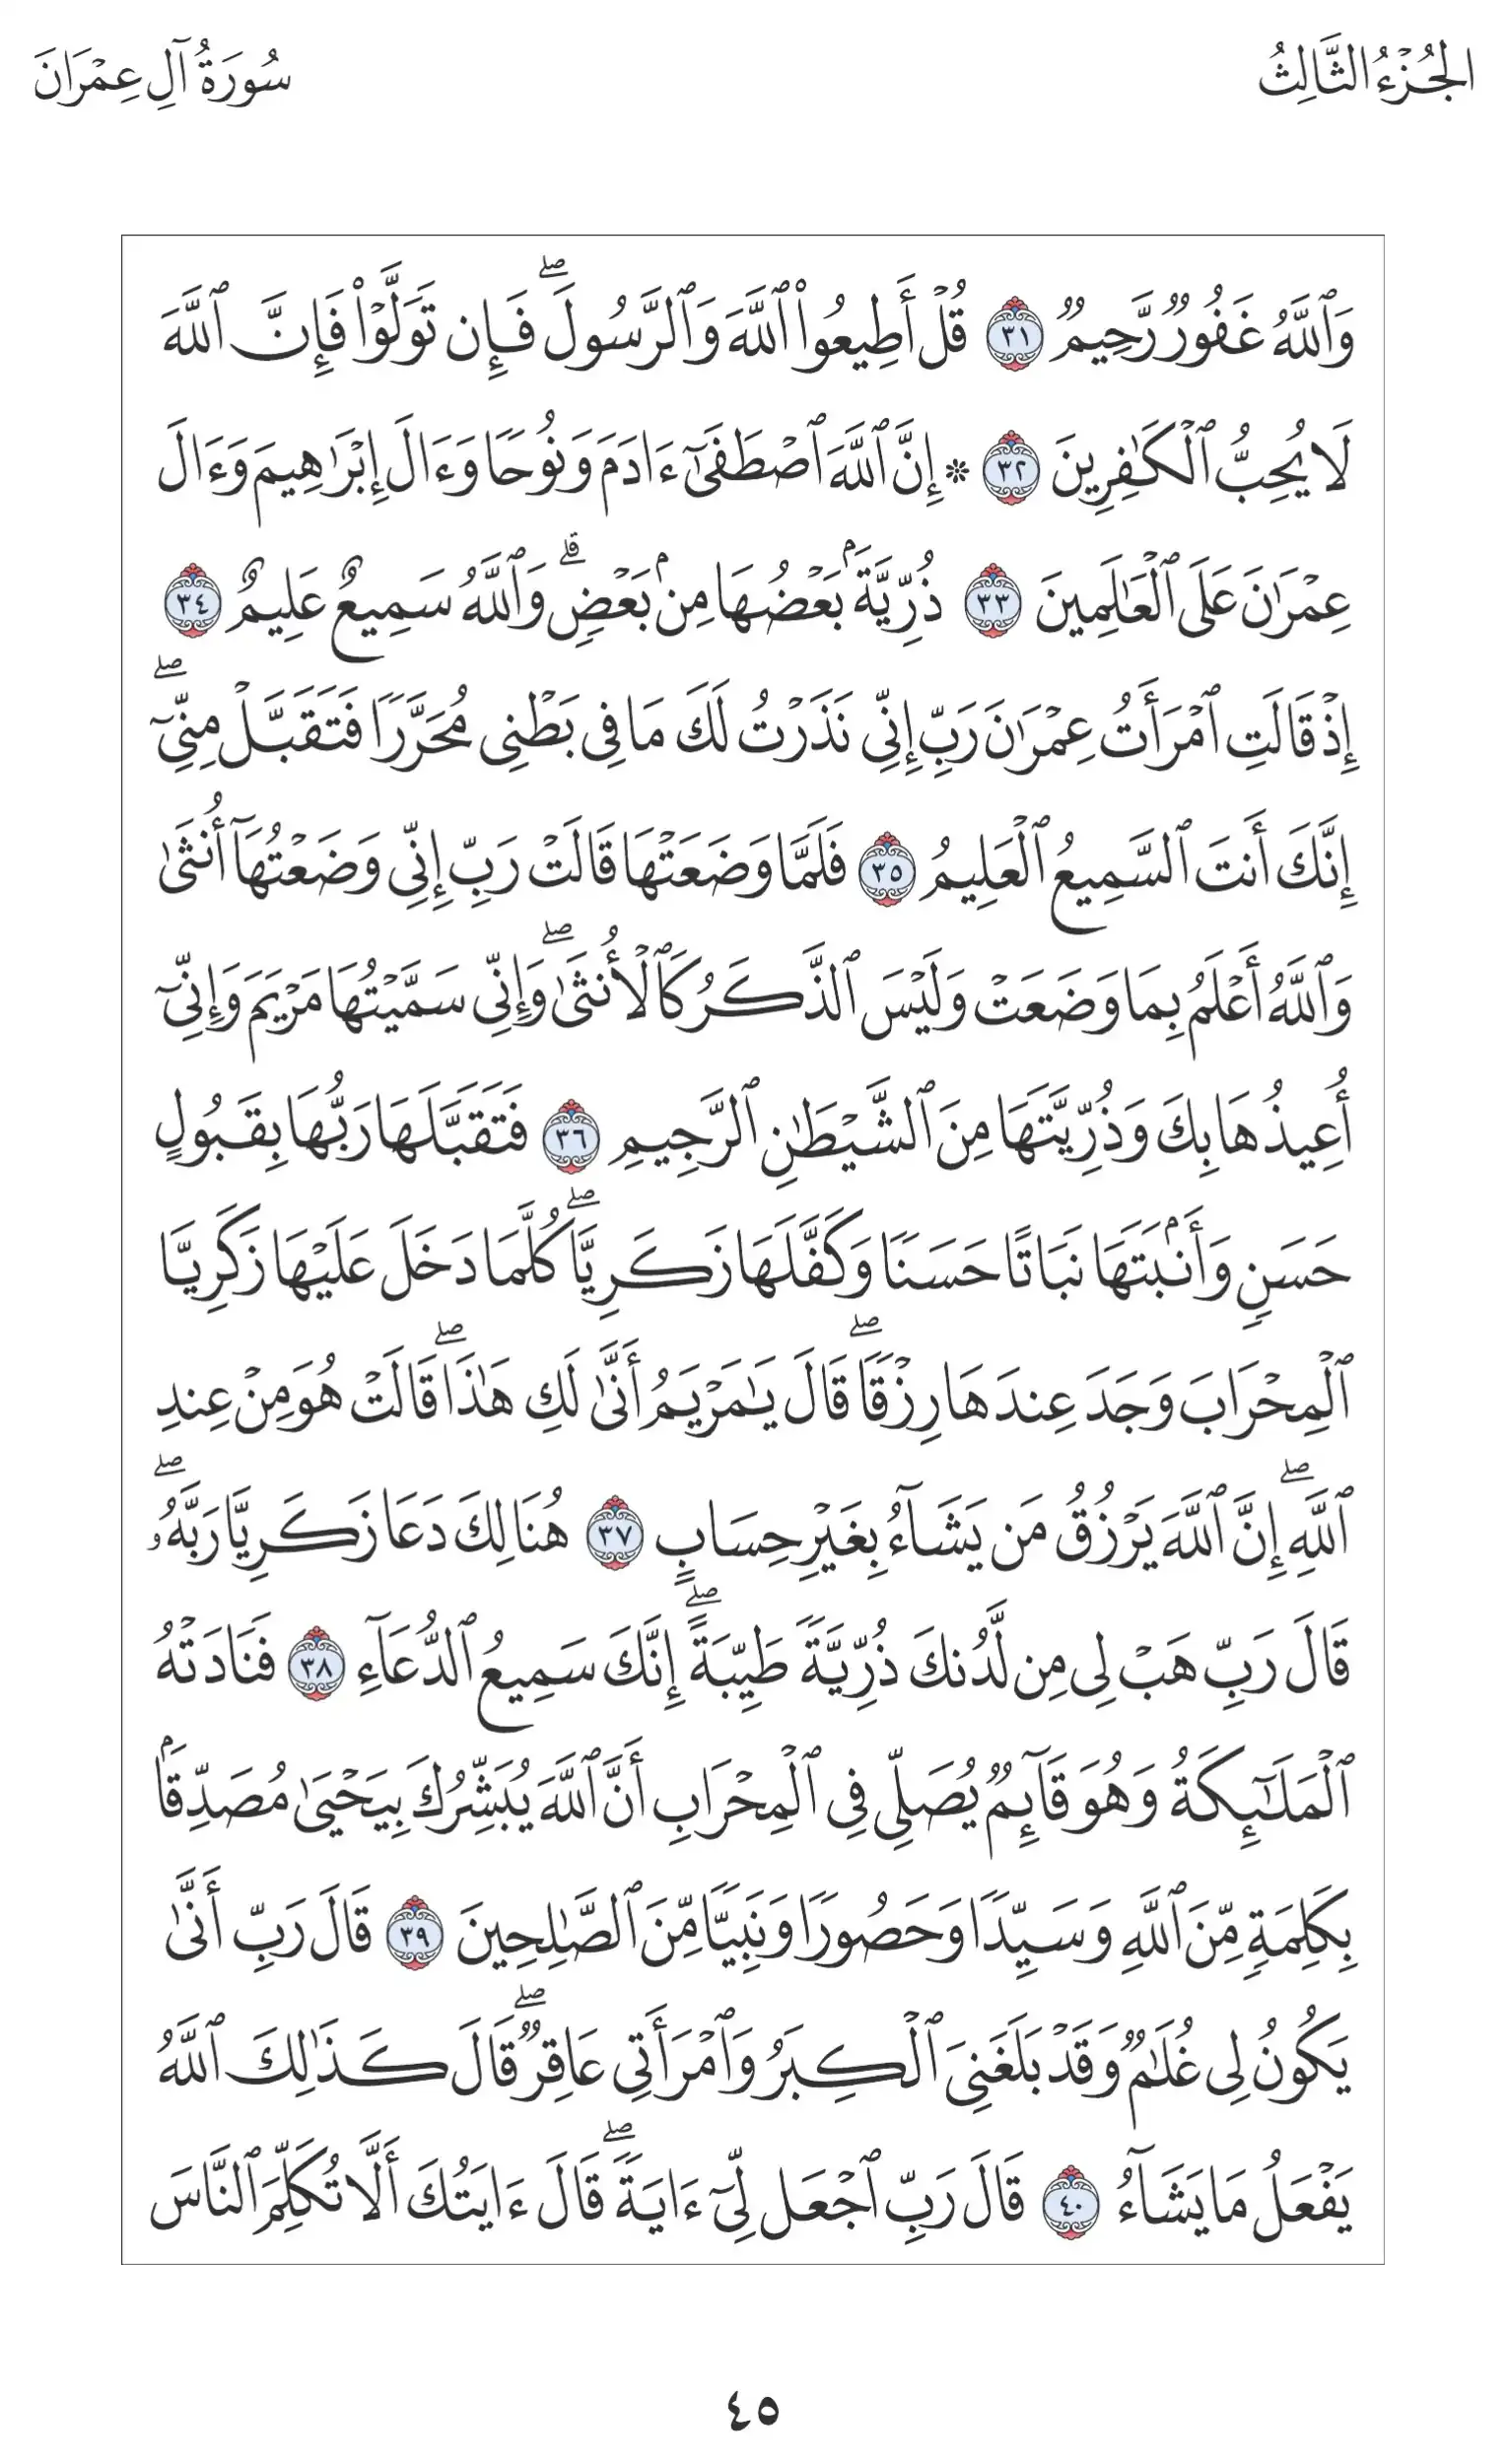 الجُزْءُ الثَّالِثُ
سُورَةُ آلِ عِمْرَانَ
وَٱللَّهُ غَفُورٞ رَّحِيمٞ ٣١ قُلۡ أَطِيعُواْ ٱللَّهَ وَٱلرَّسُولَۖ فَإِن تَوَلَّوۡاْ فَإِنَّ ٱللَّهَ
لَا يُحِبُّ ٱلۡكَٰفِرِينَ ٣٢ ۞ إِنَّ ٱللَّهَ ٱصۡطَفَىٰٓ ءَادَمَ وَنُوحٗا وَءَالَ إِبۡرَٰهِيمَ وَءَالَ
عِمۡرَٰنَ عَلَى ٱلۡعَٰلَمِينَ ٣٣ ذُرِّيَّةَۢ بَعۡضُهَا مِنۢ بَعۡضٖۗ وَٱللَّهُ سَمِيعٌ عَلِيمٌ ٣٤
إِذۡ قَالَتِ ٱمۡرَأَتُ عِمۡرَٰنَ رَبِّ إِنِّي نَذَرۡتُ لَكَ مَا فِي بَطۡنِي مُحَرَّرٗا فَتَقَبَّلۡ مِنِّيٓۖ
إِنَّكَ أَنتَ ٱلسَّمِيعُ ٱلۡعَلِيمُ ٣٥ فَلَمَّا وَضَعَتۡهَا قَالَتۡ رَبِّ إِنِّي وَضَعۡتُهَآ أُنثَىٰ
وَٱللَّهُ أَعۡلَمُ بِمَا وَضَعَتۡ وَلَيۡسَ ٱلذَّكَرُ كَٱلۡأُنثَىٰۖ وَإِنِّي سَمَّيۡتُهَا مَرۡيَمَ وَإِنِّيٓ
أُعِيذُهَا بِكَ وَذُرِّيَّتَهَا مِنَ ٱلشَّيۡطَٰنِ ٱلرَّجِيمِ ٣٦ فَتَقَبَّلَهَا رَبُّهَا بِقَبُولٍ
حَسَنٖ وَأَنۢبَتَهَا نَبَاتًا حَسَنٗا وَكَفَّلَهَا زَكَرِيَّاۖ كُلَّمَا دَخَلَ عَلَيۡهَا زَكَرِيَّا
ٱلۡمِحۡرَابَ وَجَدَ عِندَهَا رِزۡقٗاۖ قَالَ يَٰمَرۡيَمُ أَنَّىٰ لَكِ هَٰذَاۖ قَالَتۡ هُوَ مِنۡ عِندِ
ٱللَّهِۖ إِنَّ ٱللَّهَ يَرۡزُقُ مَن يَشَآءُ بِغَيۡرِ حِسَابٍ ٣٧ هُنَالِكَ دَعَا زَكَرِيَّا رَبَّهُۥۖ
قَالَ رَبِّ هَبۡ لِي مِن لَّدُنكَ ذُرِّيَّةٗ طَيِّبَةًۖ إِنَّكَ سَمِيعُ ٱلدُّعَآءِ ٣٨ فَنَادَتۡهُ
ٱلۡمَلَٰٓئِكَةُ وَهُوَ قَآئِمٞ يُصَلِّي فِي ٱلۡمِحۡرَابِ أَنَّ ٱللَّهَ يُبَشِّرُكَ بِيَحۡيَىٰ مُصَدِّقَۢا
بِكَلِمَةٖ مِّنَ ٱللَّهِ وَسَيِّدٗا وَحَصُورٗا وَنَبِيّٗا مِّنَ ٱلصَّٰلِحِينَ ٣٩ قَالَ رَبِّ أَنَّىٰ
يَكُونُ لِي غُلَٰمٞ وَقَدۡ بَلَغَنِيَ ٱلۡكِبَرُ وَٱمۡرَأَتِي عَاقِرٞۖ قَالَ كَذَٰلِكَ ٱللَّهُ
يَفۡعَلُ مَا يَشَآءُ ٤٠ قَالَ رَبِّ ٱجۡعَل لِّيٓ ءَايَةٗۖ قَالَ ءَايَتُكَ أَلَّا تُكَلِّمَ ٱلنَّاسَ
٤٥